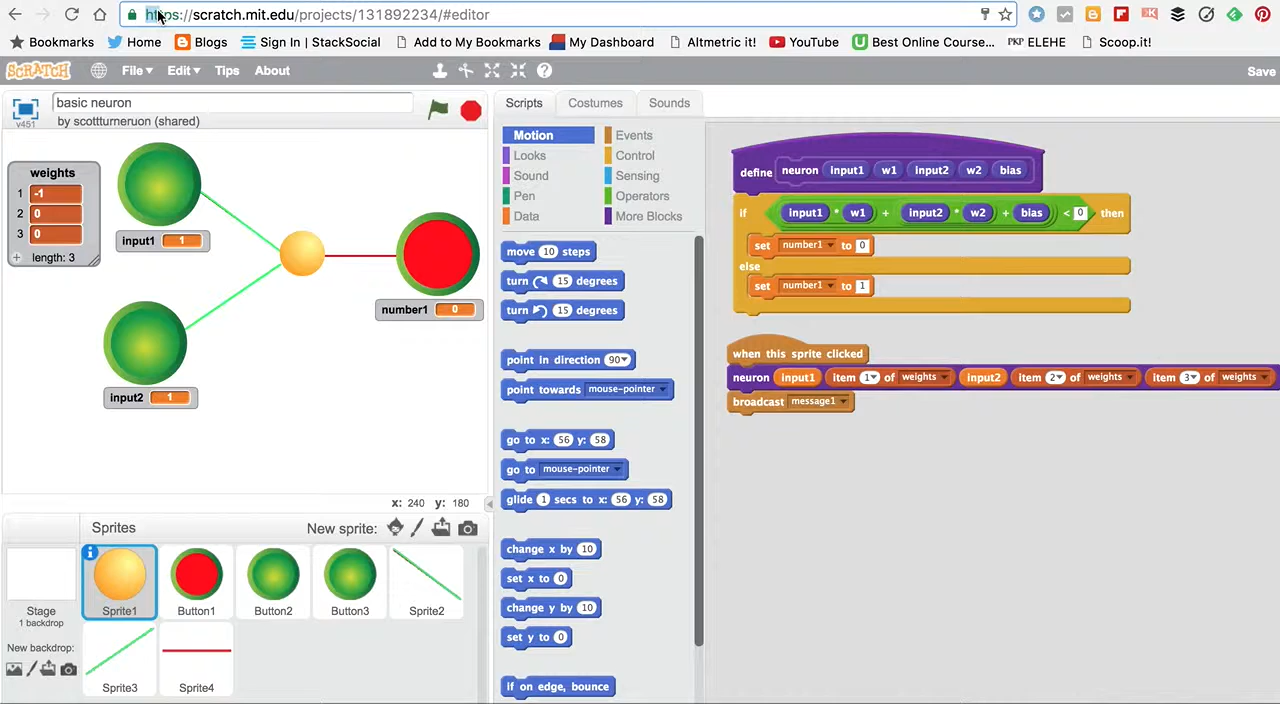 https://scratch.mit.edu/projects/131892234/#editor
Bookmarks Home Blogs Sign In | StackSocial Add to My Bookmarks My Dashboard Altmetric it! YouTube Best Online Course... PKP ELEHE Scoop.it!
SCRATCH File Edit Tips About Save
v451
basic neuron
by scottturneruon (shared)
weights
1 -1
2 0
3 0
+ length: 3
input1 1
number1 0
input2 1
x: 240 y: 180
Sprites New sprite:
Stage
1 backdrop
New backdrop:
Sprite1
Button1
Button2
Button3
Sprite2
Sprite3
Sprite4
Scripts Costumes Sounds
Motion Events
Looks Control
Sound Sensing
Pen Operators
Data More Blocks
move 10 steps
turn 15 degrees
turn 15 degrees
point in direction 90
point towards mouse-pointer
go to x: 56 y: 58
go to mouse-pointer
glide 1 secs to x: 56 y: 58
change x by 10
set x to 0
change y by 10
set y to 0
if on edge, bounce
define neuron input1 w1 input2 w2 bias
if input1 * w1 + input2 * w2 + bias < 0 then
set number1 to 0
else
set number1 to 1
when this sprite clicked
neuron input1 item 1 of weights input2 item 2 of weights item 3 of weights
broadcast message1